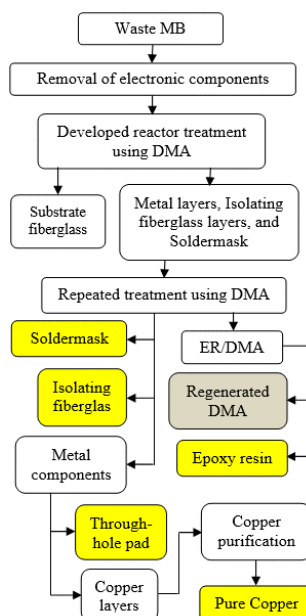 Waste MB
Removal of electronic components
Developed reactor treatment
using DMA
Substrate
fiberglass
Metal layers, Isolating
fiberglass layers, and
Soldermask
Repeated treatment using DMA
Soldermask
ER/DMA
Isolating
fiberglas
Regenerated
DMA
Metal
components
Epoxy resin
Through-
hole pad
Copper
purification
Copper
layers
Pure Copper